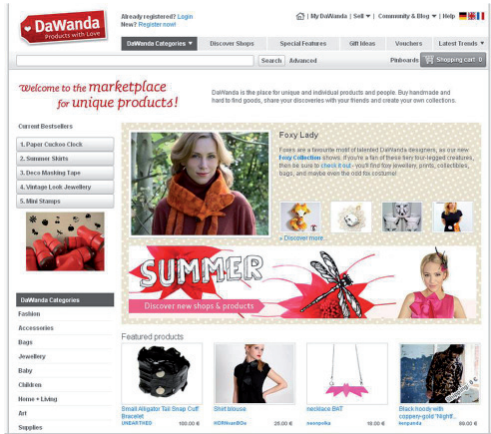 DaWanda
Products with Love
Already registered? Login
New? Register now!
My DaWanda | Sell | Community & Blog | Help
DaWanda Categories
Discover Shops
Special Features
Gift Ideas
Vouchers
Latest Trends
Search
Advanced
Pinboards
Shopping cart 0
Welcome to the marketplace
for unique products!
DaWanda is the place for unique and individual products and people. Buy handmade and
hard to find goods, share your discoveries with your friends and create your own collections.
Current Bestsellers
1. Paper Cuckoo Clock
2. Summer Shirts
3. Deco Masking Tape
4. Vintage Look Jewellery
5. Mini Stamps
Foxy Lady
Foxes are a favourite motif of talented DaWanda designers, as our new
Foxy Collection shows. If you're a fan of these fiery four-legged creatures,
then be sure to check it out - you'll find foxy jewellery, prints, collectibles,
bags, and maybe even the odd fox costume!
» Discover more...
SUMMER
Discover new shops & products
DaWanda Categories
Fashion
Accessories
Bags
Jewellery
Baby
Children
Home + Living
Art
Supplies
Featured products
Small Alligator Tail Snap Cuff
Bracelet
UNEARTHED 100.00 €
Shirt blouse
25.00 €
necklace BAT
19.00 €
Black hoody with
coppery-gold "Nightf...
99.00 €